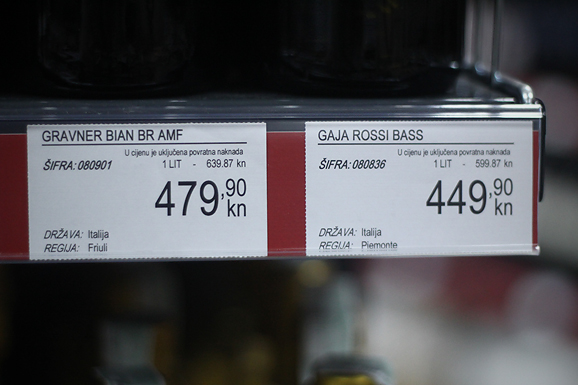 GRAVNER BIAN BR AMF
U cijenu je uključena povratna naknada
ŠIFRA: 080901 1 LIT - 639.87 kn
479,90 kn
DRŽAVA: Italija
REGIJA: Friuli
GAJA ROSSI BASS
U cijenu je uključena povratna naknada
ŠIFRA: 080836 1 LIT - 599.87 kn
449,90 kn
DRŽAVA: Italija
REGIJA: Piemonte